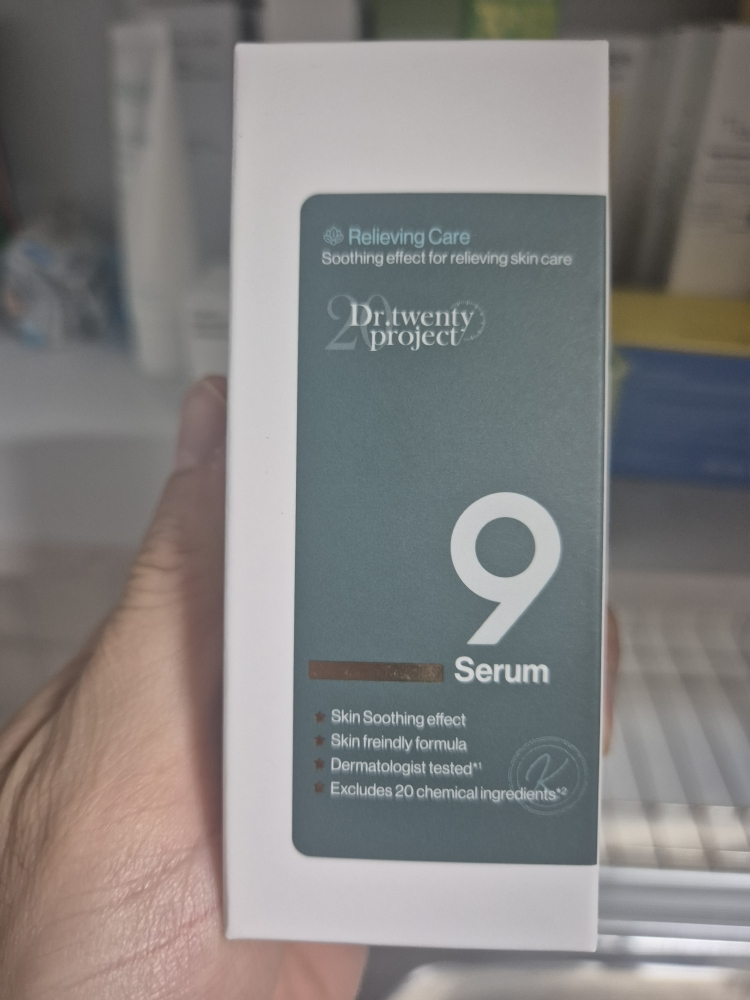 Relieving Care
Soothing effect for relieving skin care
20
Dr.twenty
project
9
Serum
Skin Soothing effect
Skin freindly formula
Dermatologist tested*1
Excludes 20 chemical ingredients*2
K